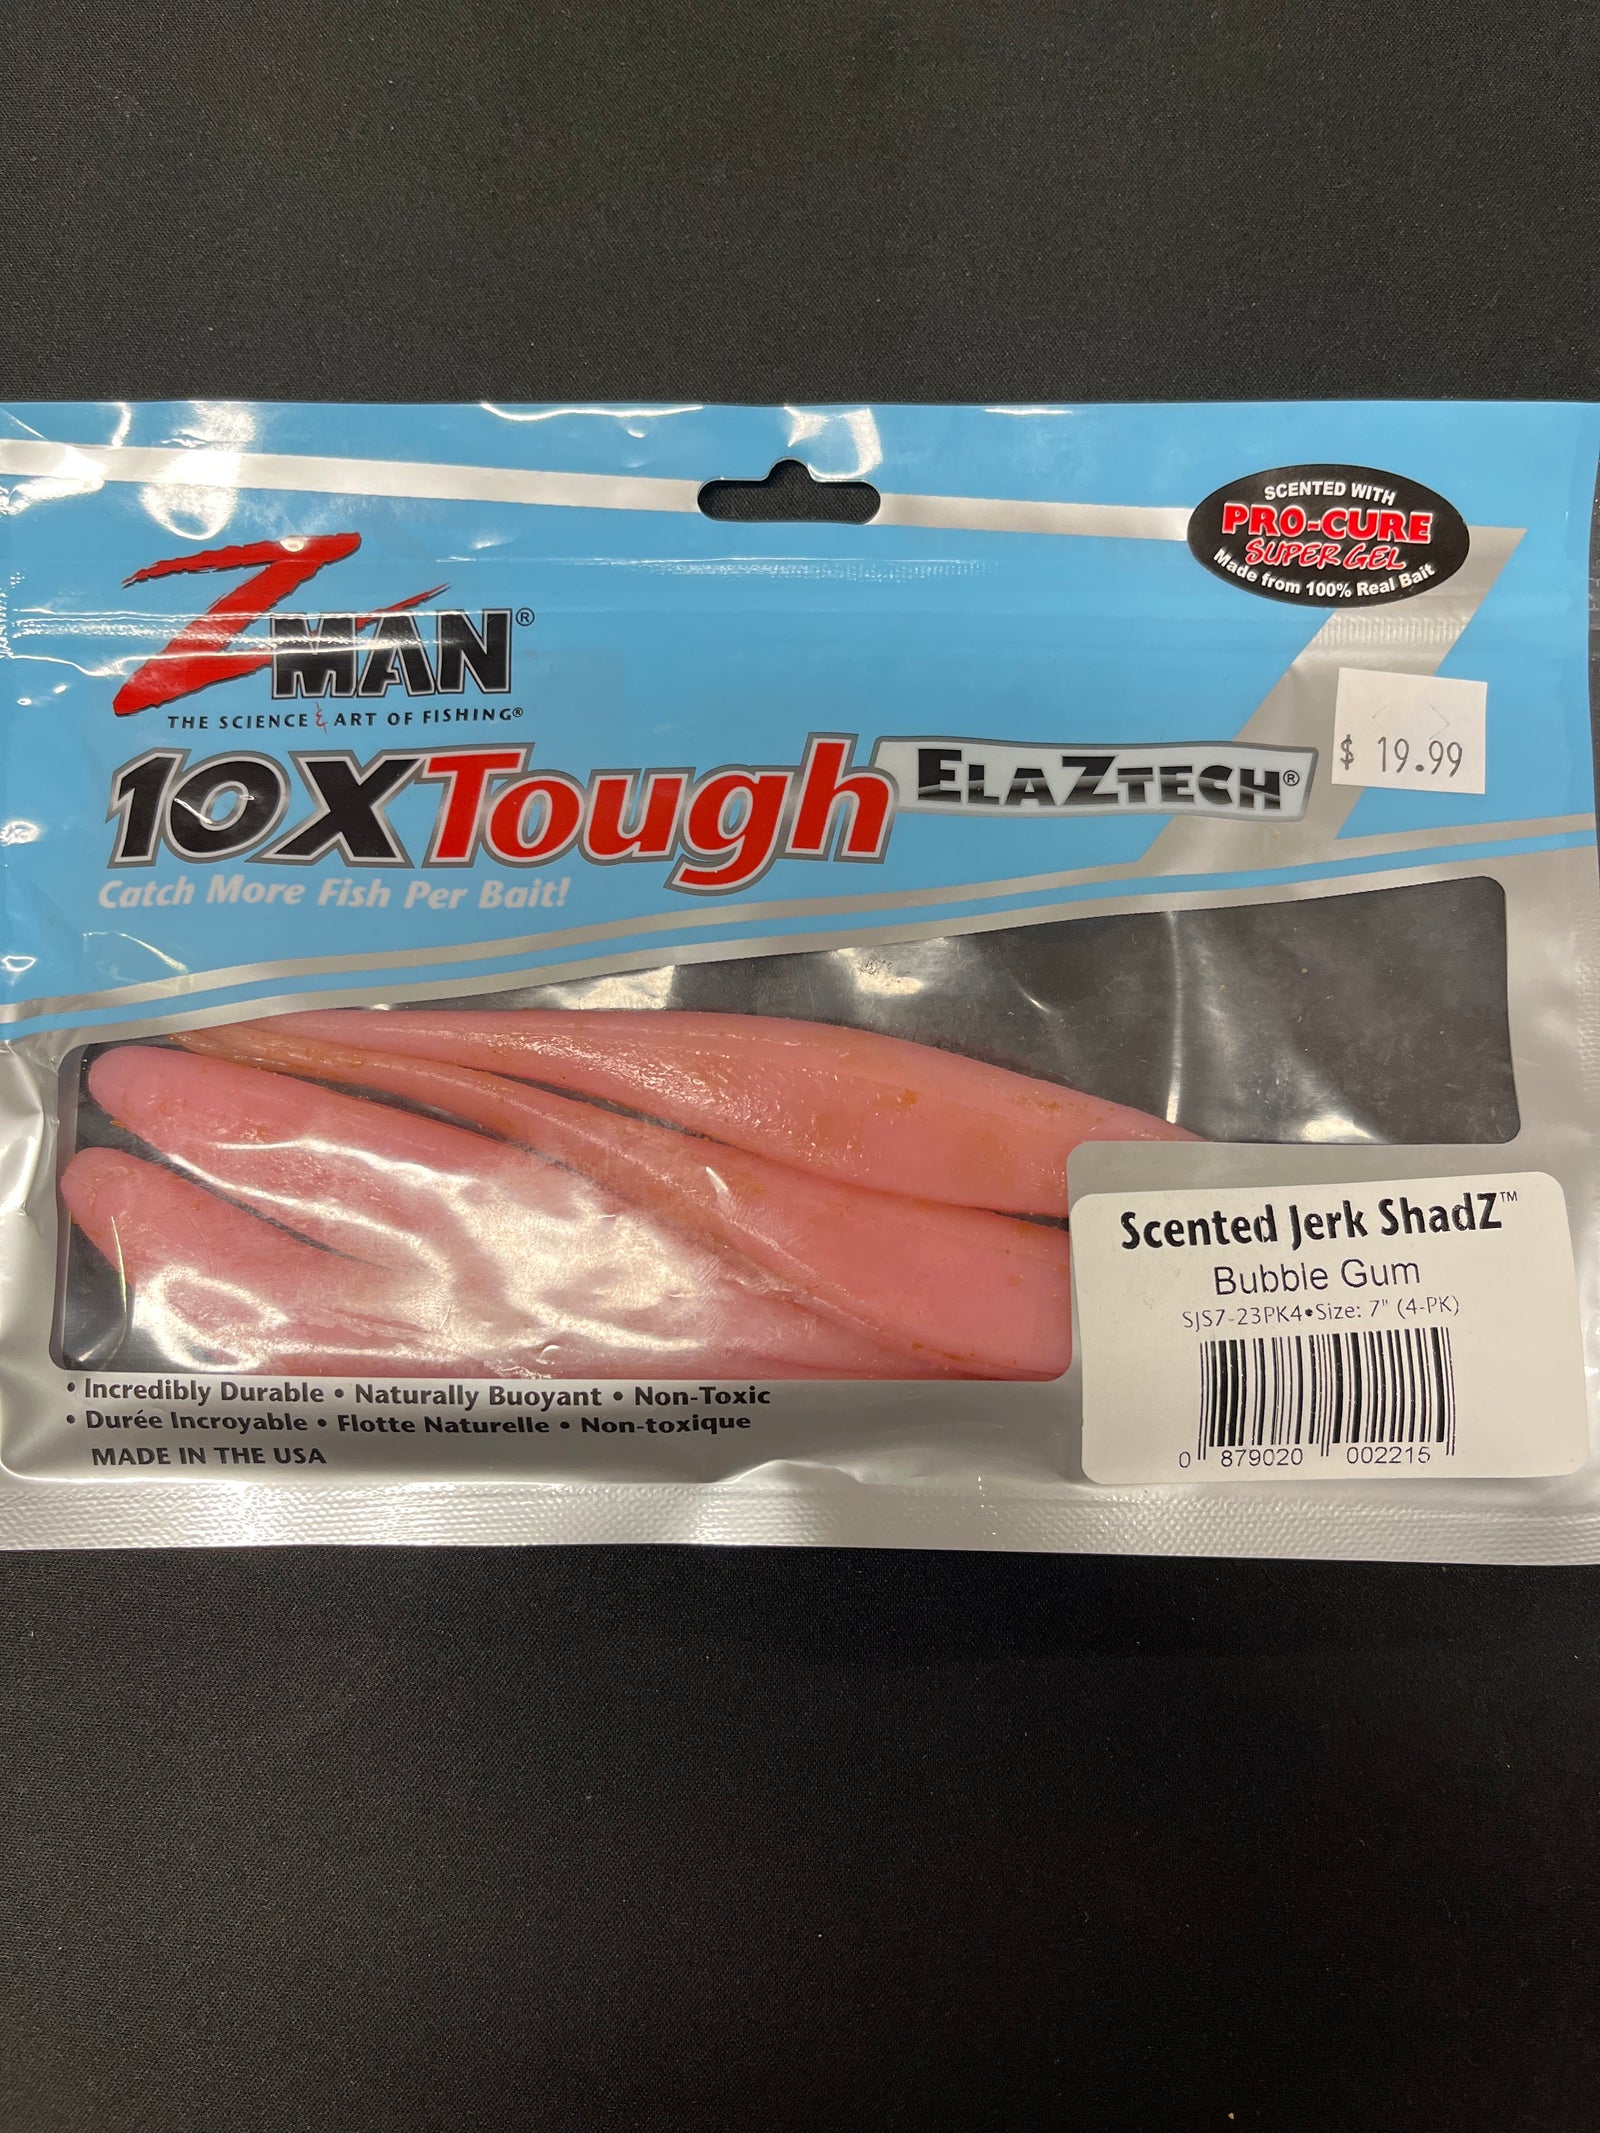 SCENTED WITH
PRO-CURE
SUPER GEL
Made from 100% Real Bait
ZMAN®
THE SCIENCE & ART OF FISHING®
$ 19.99
10X Tough ELAZTECH®
Catch More Fish Per Bait!
Scented Jerk ShadZ™
Bubble Gum
SJS7-23PK4•Size: 7" (4-PK)
0 879020 002215
• Incredibly Durable • Naturally Buoyant • Non-Toxic
• Durée Incroyable • Flotte Naturelle • Non-toxique
MADE IN THE USA